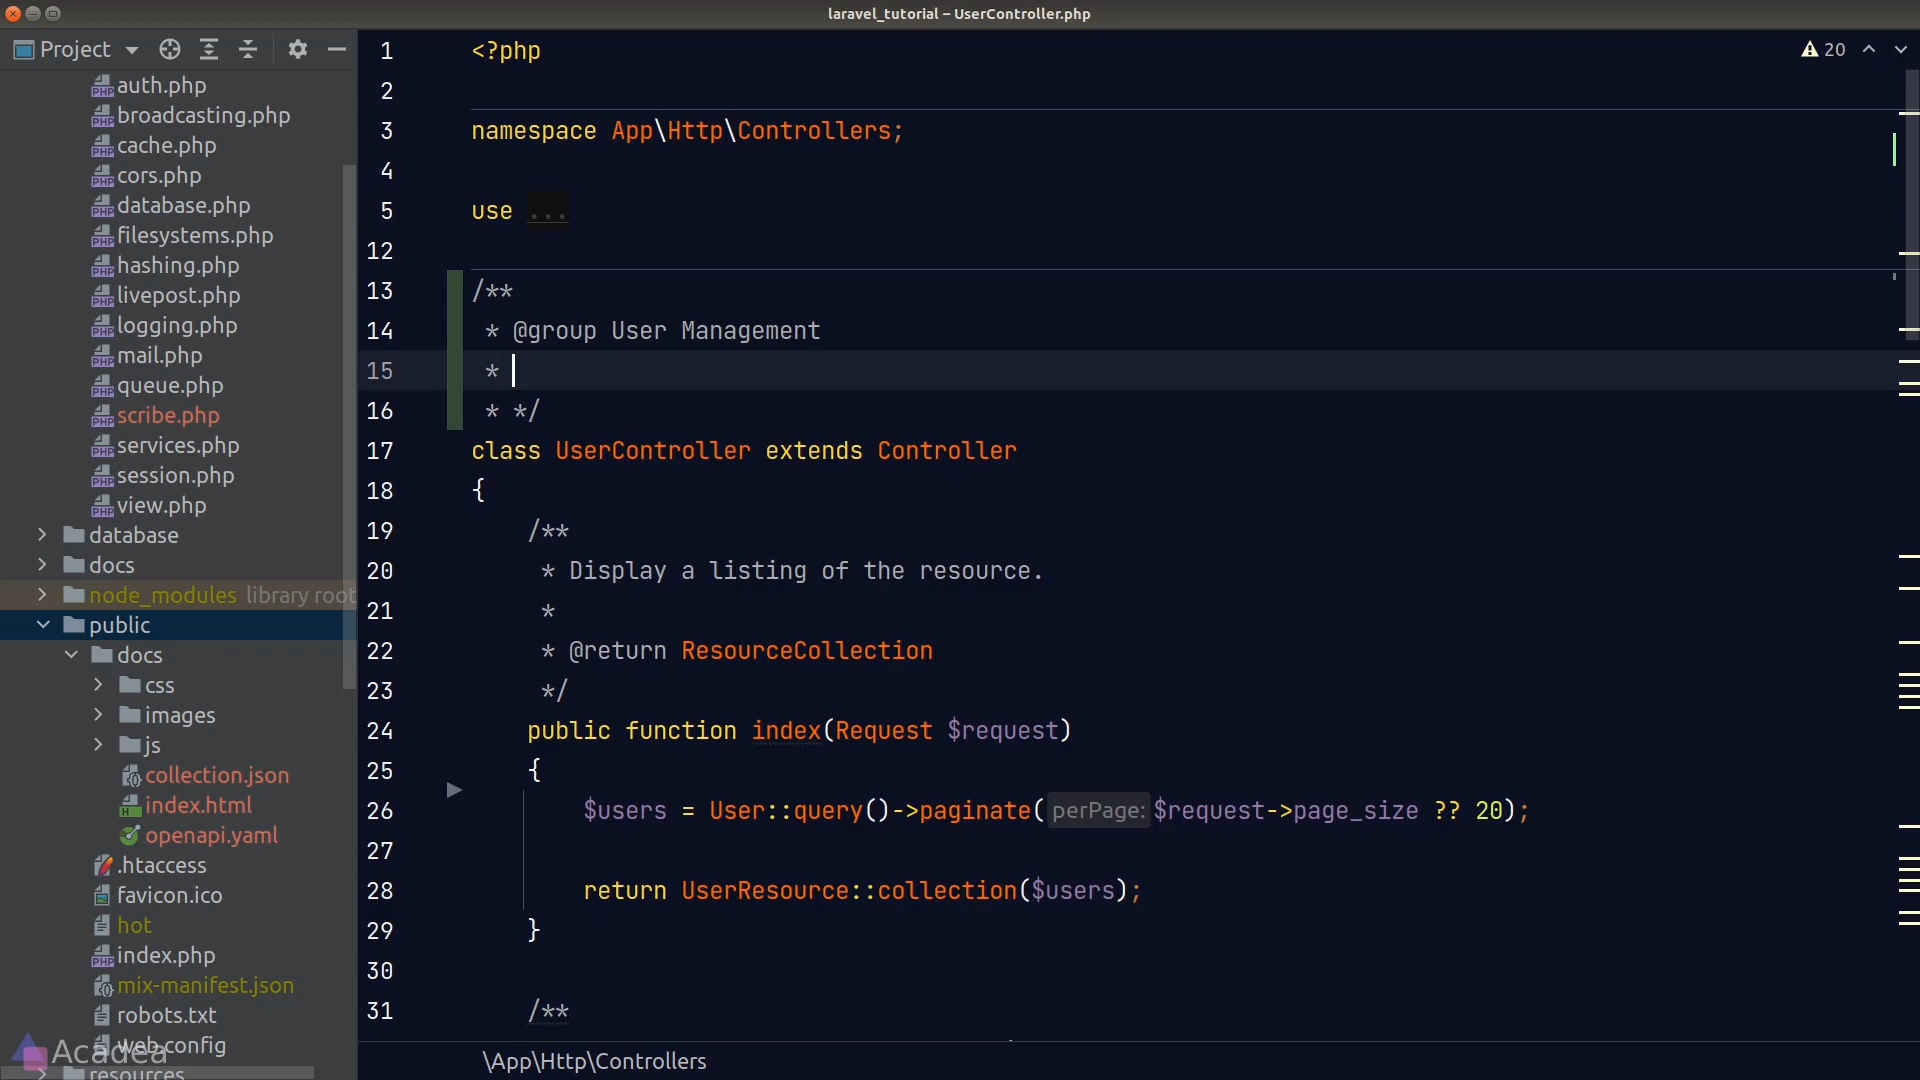 laravel_tutorial – UserController.php
Project
auth.php
broadcasting.php
cache.php
cors.php
database.php
filesystems.php
hashing.php
livepost.php
logging.php
mail.php
queue.php
scribe.php
services.php
session.php
view.php
database
docs
node_modules library root
public
docs
css
images
js
collection.json
index.html
openapi.yaml
.htaccess
favicon.ico
hot
index.php
mix-manifest.json
robots.txt
web.config
resources
Acadea
20
1 <?php
2
3 namespace App\Http\Controllers;
4
5 use ...
12
13 /**
14 * @group User Management
15 *
16 * */
17 class UserController extends Controller
18 {
19 /**
20 * Display a listing of the resource.
21 *
22 * @return ResourceCollection
23 */
24 public function index(Request $request)
25 {
26 $users = User::query()->paginate( perPage: $request->page_size ?? 20);
27
28 return UserResource::collection($users);
29 }
30
31 /**
\App\Http\Controllers